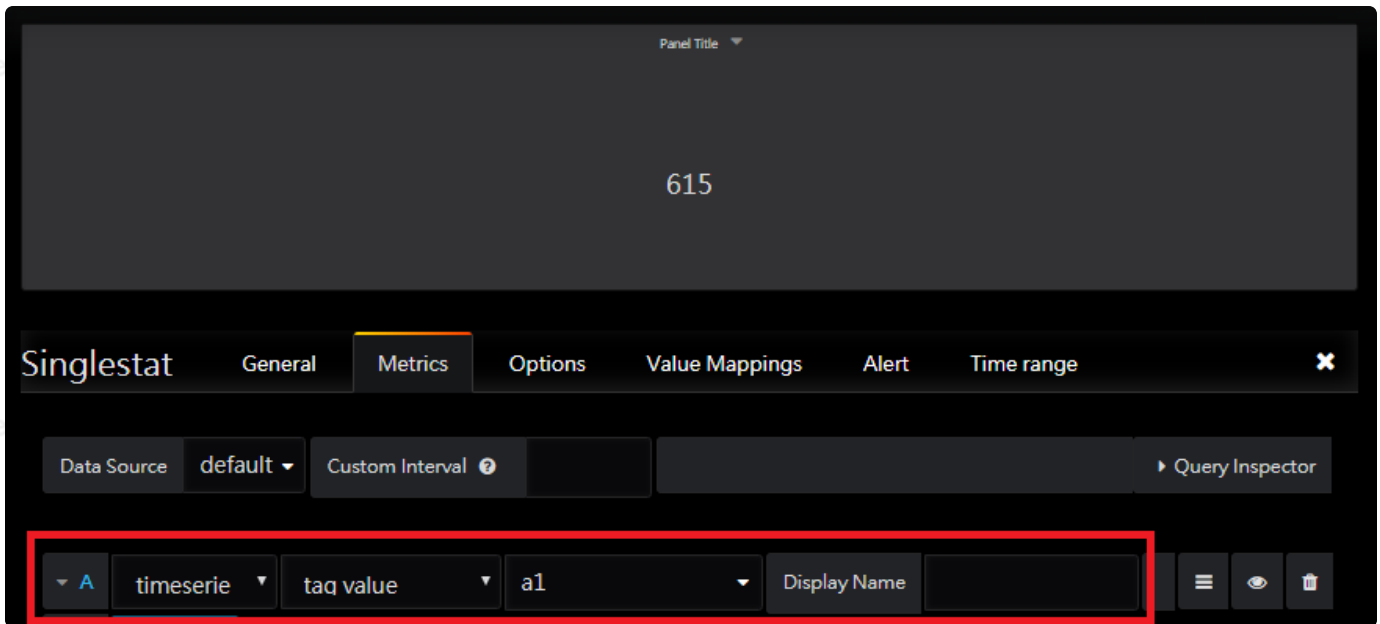 Panel Title
615
Singlestat General Metrics Options Value Mappings Alert Time range
Data Source default Custom Interval Query Inspector
A timeserie tag value a1 Display Name